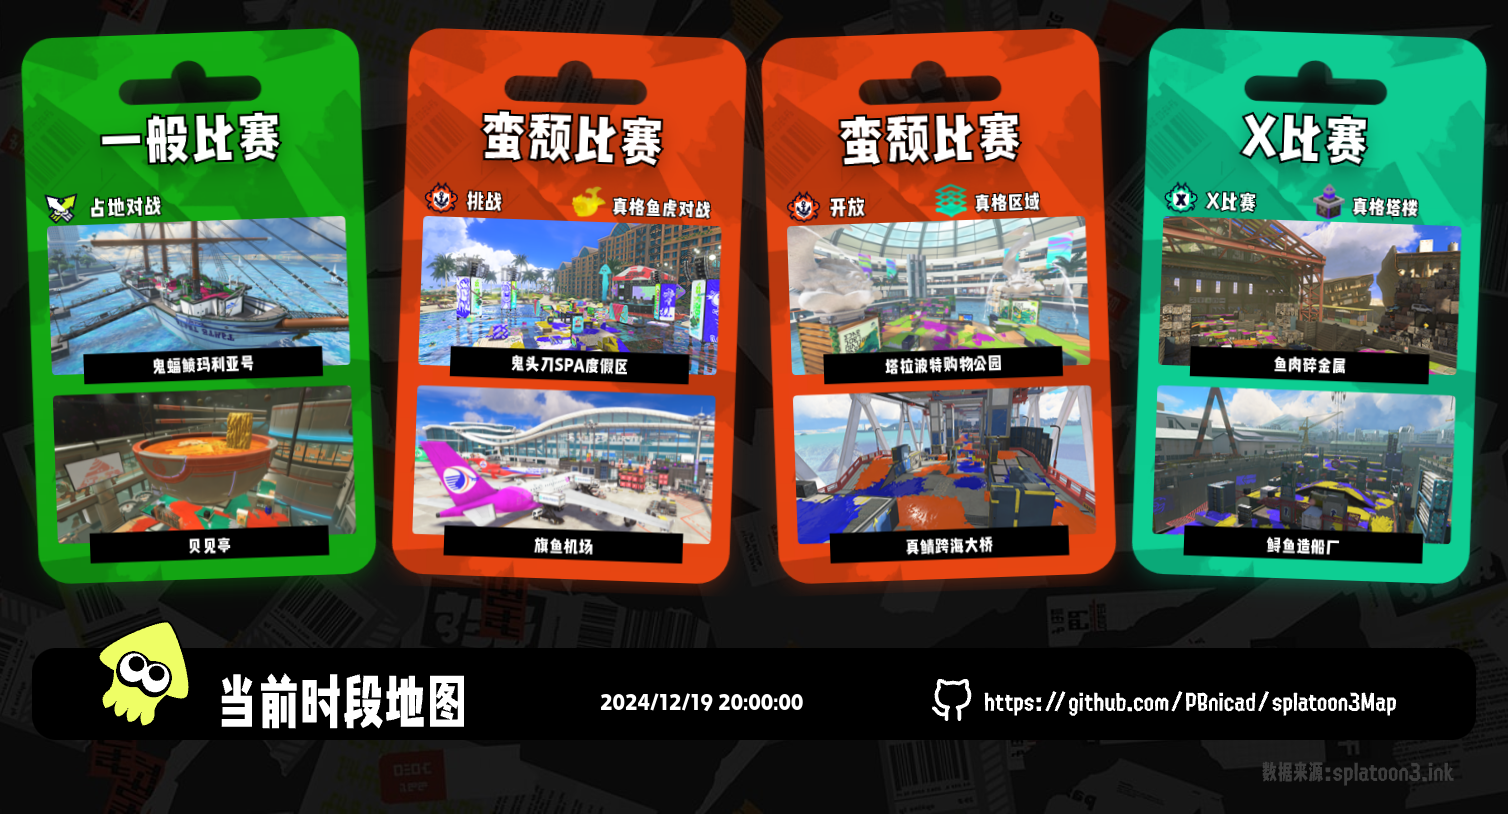 一般比赛
占地对战
鬼蝠鲼玛利亚号
贝见亭
蛮颓比赛
挑战
真格鱼虎对战
鬼头刀SPA度假区
旗鱼机场
蛮颓比赛
开放
真格区域
塔拉波特购物公园
真鲭跨海大桥
X比赛
X比赛
真格塔楼
鱼肉碎金属
鲟鱼造船厂
当前时段地图
2024/12/19 20:00:00
https://github.com/PBnicad/splatoon3Map
数据来源:splatoon3.ink